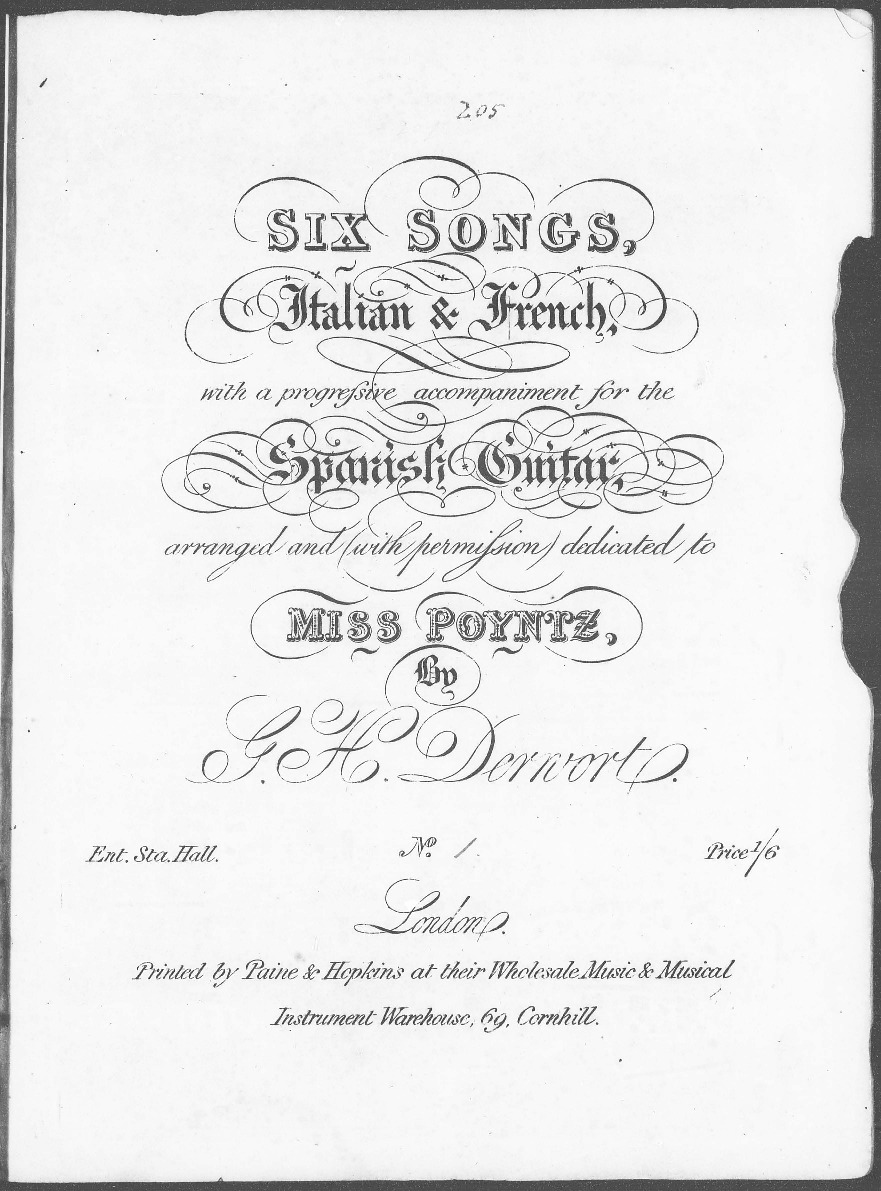 205
SIX SONGS,
Italian & French,
with a progreſsive accompaniment for the
Spanish Guitar,
arranged and (with permiſsion) dedicated to
MISS POYNTZ,
By
G. H. Derwort.
Ent. Sta. Hall. No. 1. Price 1/6
London.
Printed by Paine & Hopkins at their Wholesale Music & Musical
Instrument Warehouse, 69, Cornhill.